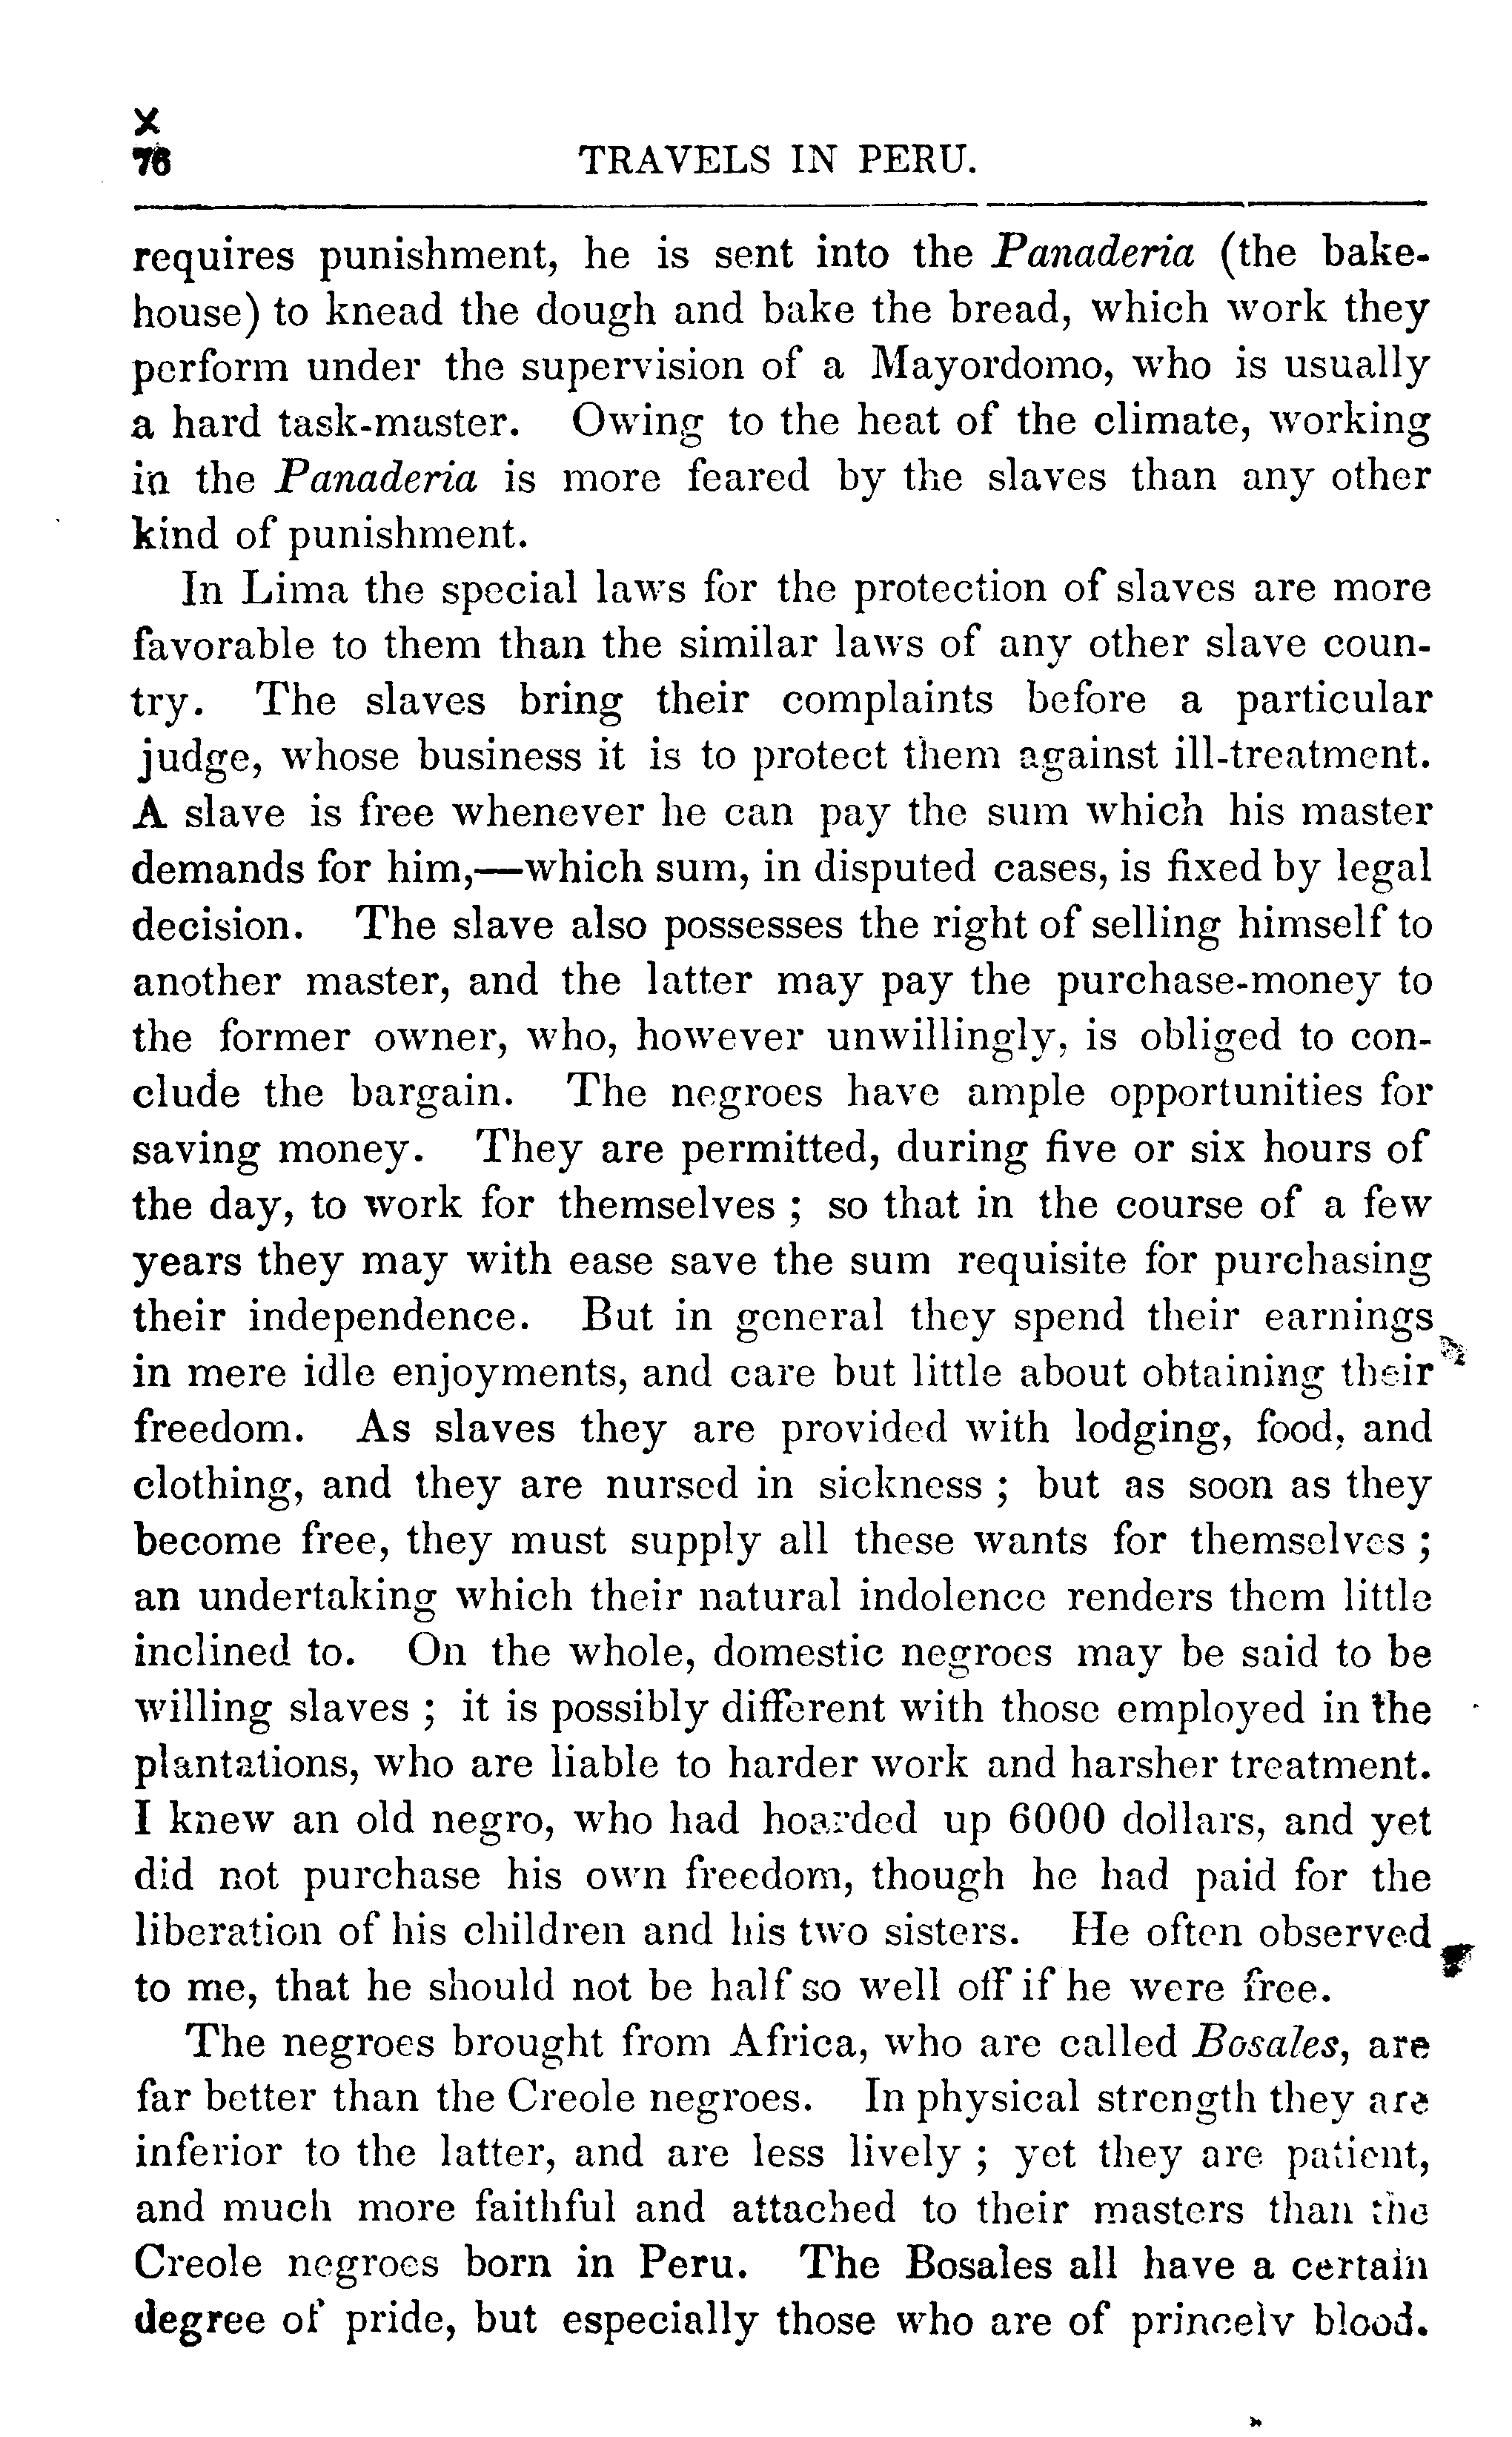 X
76 TRAVELS IN PERU.
requires punishment, he is sent into the Panaderia (the bake-
house) to knead the dough and bake the bread, which work they
perform under the supervision of a Mayordomo, who is usually
a hard task-master. Owing to the heat of the climate, working
in the Panaderia is more feared by the slaves than any other
kind of punishment.
In Lima the special laws for the protection of slaves are more
favorable to them than the similar laws of any other slave coun-
try. The slaves bring their complaints before a particular
judge, whose business it is to protect them against ill-treatment.
A slave is free whenever he can pay the sum which his master
demands for him,—which sum, in disputed cases, is fixed by legal
decision. The slave also possesses the right of selling himself to
another master, and the latter may pay the purchase-money to
the former owner, who, however unwillingly, is obliged to con-
clude the bargain. The negroes have ample opportunities for
saving money. They are permitted, during five or six hours of
the day, to work for themselves ; so that in the course of a few
years they may with ease save the sum requisite for purchasing
their independence. But in general they spend their earnings
in mere idle enjoyments, and care but little about obtaining their
freedom. As slaves they are provided with lodging, food, and
clothing, and they are nursed in sickness ; but as soon as they
become free, they must supply all these wants for themselves ;
an undertaking which their natural indolence renders them little
inclined to. On the whole, domestic negroes may be said to be
willing slaves ; it is possibly different with those employed in the
plantations, who are liable to harder work and harsher treatment.
I knew an old negro, who had hoarded up 6000 dollars, and yet
did not purchase his own freedom, though he had paid for the
liberation of his children and his two sisters. He often observed
to me, that he should not be half so well off if he were free.
The negroes brought from Africa, who are called Bosales, are
far better than the Creole negroes. In physical strength they are
inferior to the latter, and are less lively ; yet they are patient,
and much more faithful and attached to their masters than the
Creole negroes born in Peru. The Bosales all have a certain
degree of pride, but especially those who are of princely blood.